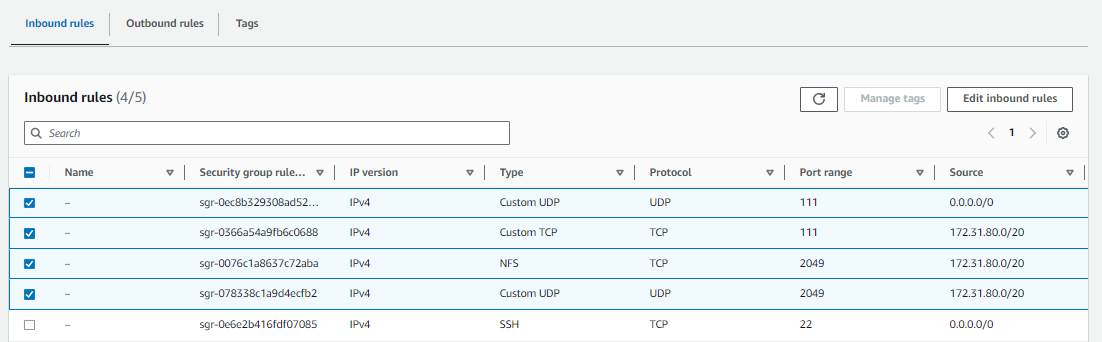 Inbound rules Outbound rules Tags
Inbound rules (4/5) Manage tags Edit inbound rules
Search 1
Name Security group rule... IP version Type Protocol Port range Source
– sgr-0ec8b329308ad52... IPv4 Custom UDP UDP 111 0.0.0.0/0
– sgr-0366a54a9fb6c0688 IPv4 Custom TCP TCP 111 172.31.80.0/20
– sgr-0076c1a8637c72aba IPv4 NFS TCP 2049 172.31.80.0/20
– sgr-078338c1a9d4ecfb2 IPv4 Custom UDP UDP 2049 172.31.80.0/20
– sgr-0e6e2b416fdf07085 IPv4 SSH TCP 22 0.0.0.0/0